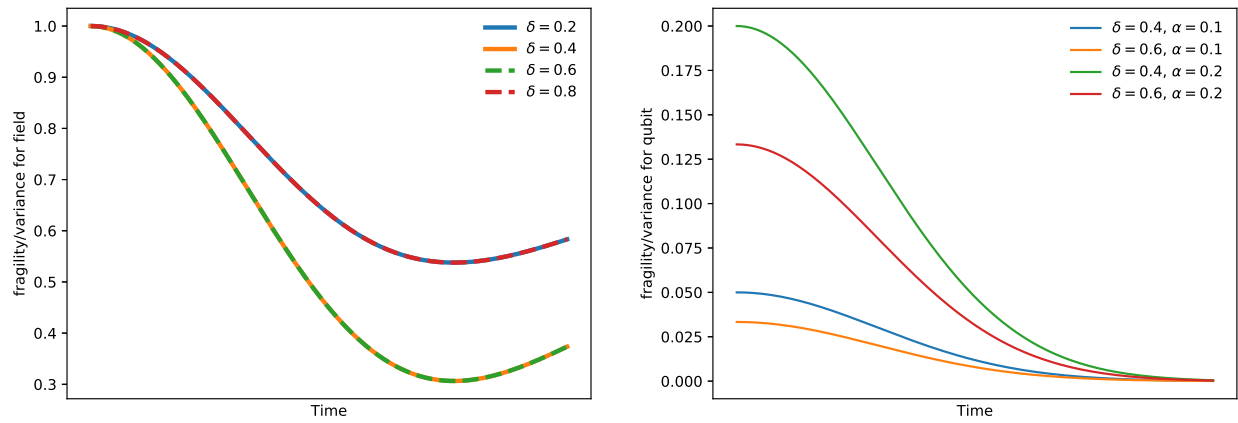 fragility/variance for field
1.0
0.9
0.8
0.7
0.6
0.5
0.4
0.3
δ = 0.2
δ = 0.4
δ = 0.6
δ = 0.8
Time
fragility/variance for qubit
0.200
0.175
0.150
0.125
0.100
0.075
0.050
0.025
0.000
δ = 0.4, α = 0.1
δ = 0.6, α = 0.1
δ = 0.4, α = 0.2
δ = 0.6, α = 0.2
Time